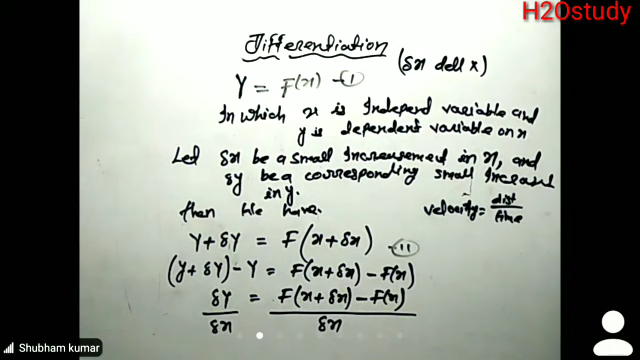 H2Ostudy
Differentiation
(δx dell x)
Y = F(x) -(I)
In which x is Independ variable and
y is dependent variable on x
Let δx be a small Increasement in x, and
δy be a corresponding small Increas
in y.
then We have.
velocity = dist/time
Y+δY = F(x+δx) -(II)
(y+δY)-Y = F(x+δx) - F(x)
δY/δx = F(x+δx) - F(x)/δx
Shubham kumar